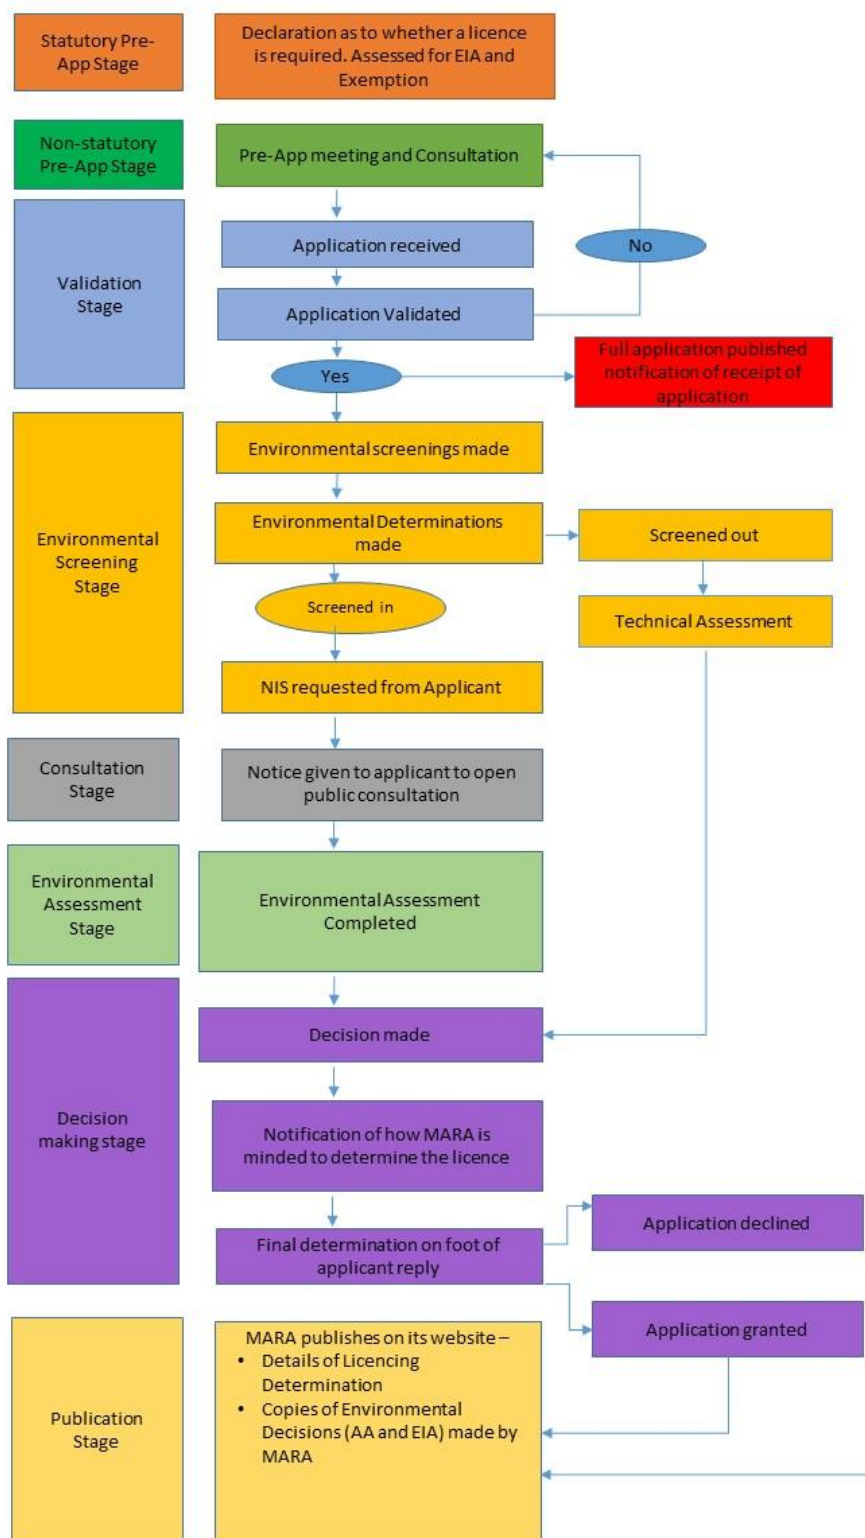 Statutory Pre-
App Stage
Declaration as to whether a licence
is required. Assessed for EIA and
Exemption
Non-statutory
Pre-App Stage
Pre-App meeting and Consultation
Validation
Stage
Application received
No
Application Validated
Yes
Full application published
notification of receipt of
application
Environmental
Screening
Stage
Environmental screenings made
Environmental Determinations
made
Screened out
Screened in
Technical Assessment
NIS requested from Applicant
Consultation
Stage
Notice given to applicant to open
public consultation
Environmental
Assessment
Stage
Environmental Assessment
Completed
Decision
making stage
Decision made
Notification of how MARA is
minded to determine the licence
Final determination on foot of
applicant reply
Application declined
Application granted
Publication
Stage
MARA publishes on its website –
• Details of Licencing
Determination
• Copies of Environmental
Decisions (AA and EIA) made by
MARA